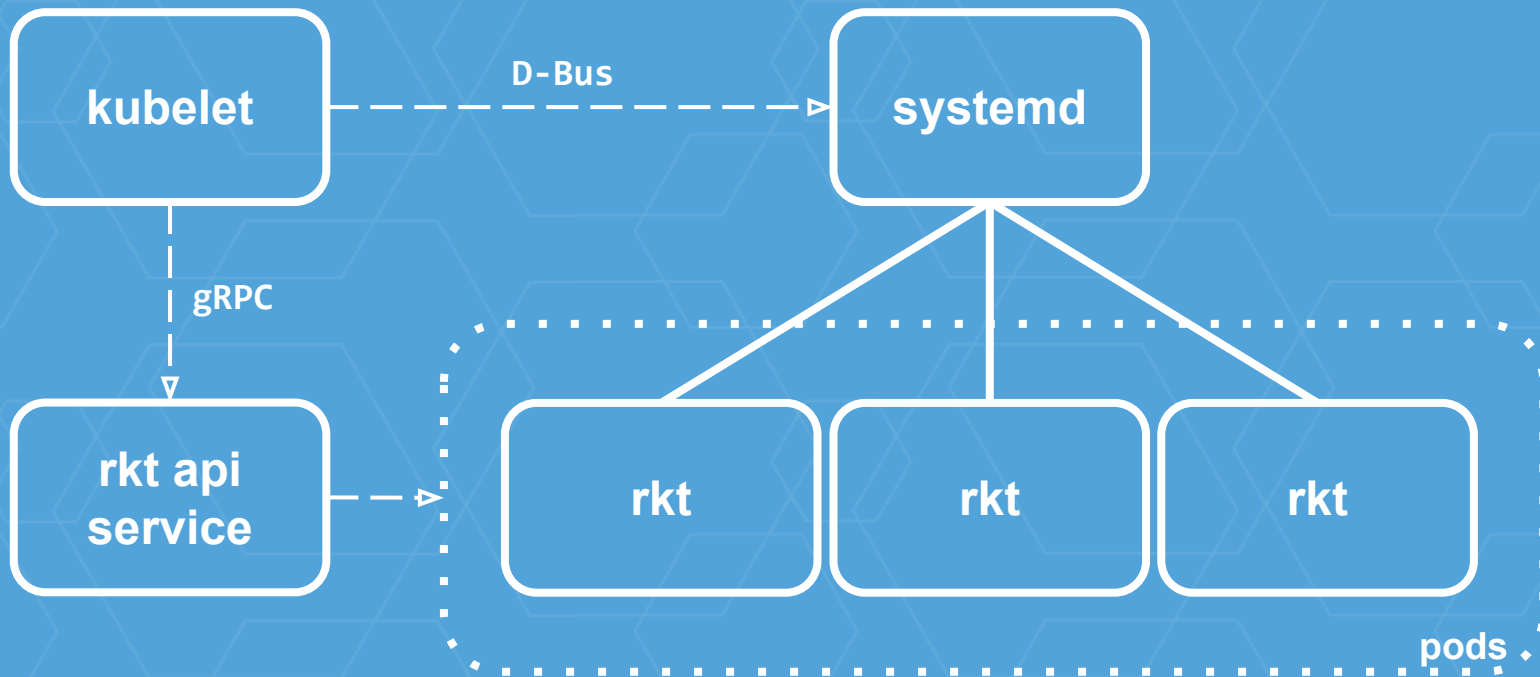 kubelet
D-Bus
systemd
gRPC
rkt api
service
rkt
rkt
rkt
pods